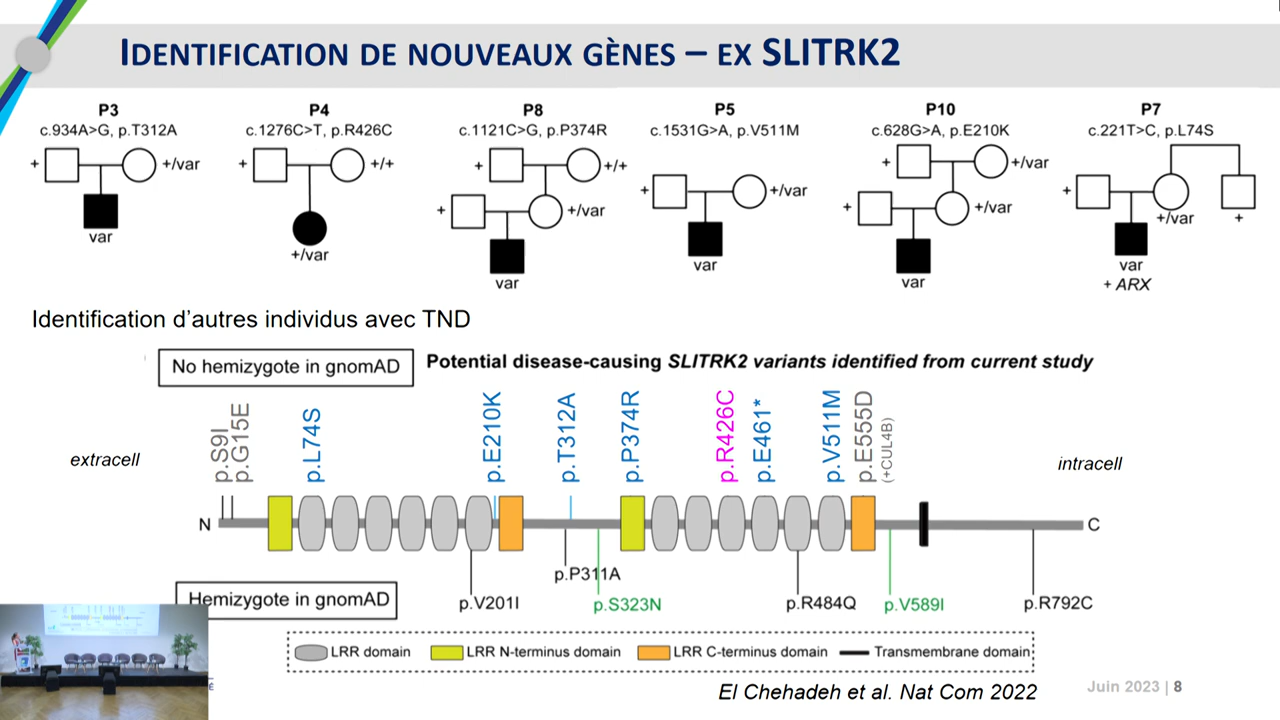 IDENTIFICATION DE NOUVEAUX GÈNES – EX SLITRK2
P3
c.934A>G, p.T312A
+
+/var
var
P4
c.1276C>T, p.R426C
+
+/+
+/var
P8
c.1121C>G, p.P374R
+
+/+
+
+/var
var
P5
c.1531G>A, p.V511M
+
+/var
var
P10
c.628G>A, p.E210K
+
+/var
+
+/var
var
P7
c.221T>C, p.L74S
+
+/var
+
var
+ ARX
Identification d'autres individus avec TND
No hemizygote in gnomAD
Potential disease-causing SLITRK2 variants identified from current study
extracell
p.S9I
p.G15E
p.L74S
p.E210K
p.T312A
p.P374R
p.R426C
p.E461*
p.V511M
p.E555D
(+CUL4B)
intracell
N
C
p.P311A
Hemizygote in gnomAD
p.V201I
p.S323N
p.R484Q
p.V589I
p.R792C
LRR domain
LRR N-terminus domain
LRR C-terminus domain
Transmembrane domain
El Chehadeh et al. Nat Com 2022
Juin 2023 | 8